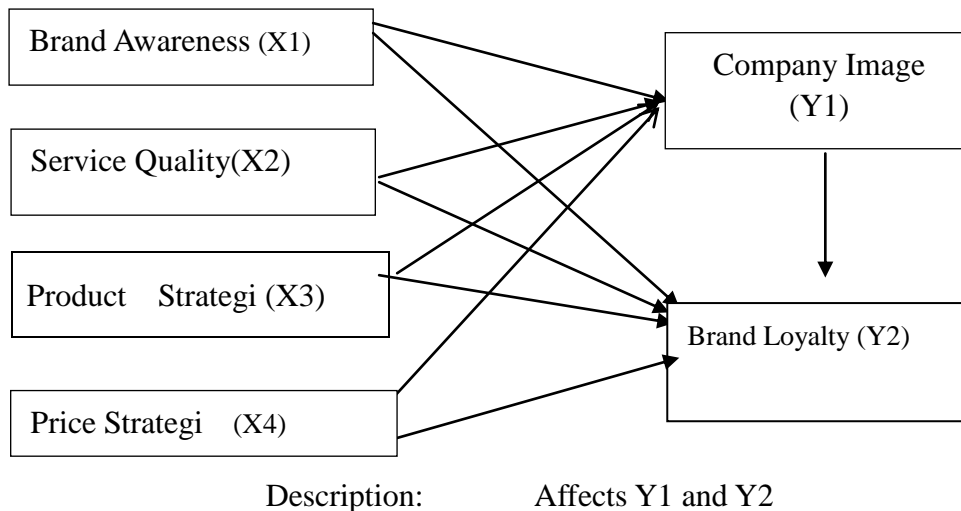 Brand Awareness (X1)
Company Image
(Y1)
Service Quality(X2)
Product Strategi (X3)
Brand Loyalty (Y2)
Price Strategi (X4)
Description: Affects Y1 and Y2